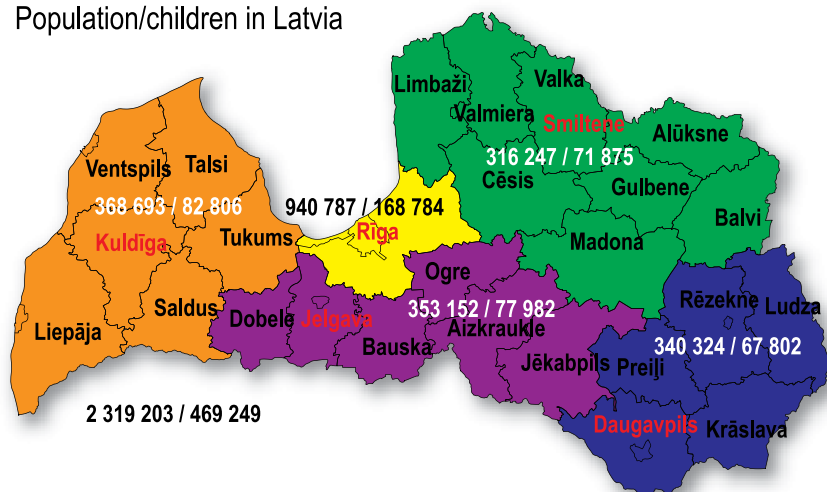 Population/children in Latvia
Limbaži
Valka
Valmiera
Smiltene
Alūksne
316 247 / 71 875
Cēsis
Gulbene
Balvi
Madona
Ventspils
Talsi
368 693 / 82 806
Kuldīga
Tukums
Saldus
Liepāja
940 787 / 168 784
Rīga
Ogre
353 152 / 77 982
Dobele
Jelgava
Aizkraukle
Bauska
Jēkabpils
Rēzekne
Ludza
340 324 / 67 802
Preiļi
Daugavpils
Krāslava
2 319 203 / 469 249